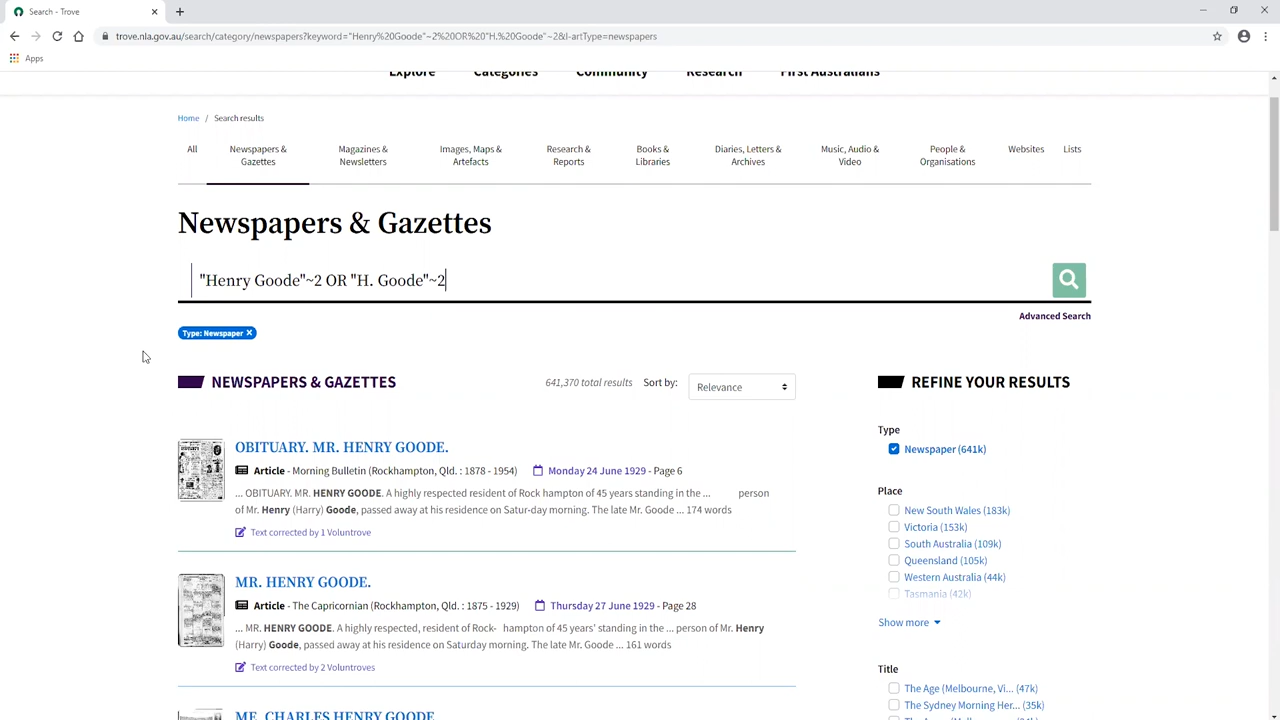 Search - Trove
trove.nla.gov.au/search/category/newspapers?keyword="Henry%20Goode"~2%20OR%20"H.%20Goode"~2&l-artType=newspapers
Apps
Explore Categories Community Research First Australians
Home / Search results
All
Newspapers & Gazettes
Magazines & Newsletters
Images, Maps & Artefacts
Research & Reports
Books & Libraries
Diaries, Letters & Archives
Music, Audio & Video
People & Organisations
Websites
Lists
Newspapers & Gazettes
"Henry Goode"~2 OR "H. Goode"~2
Advanced Search
Type: Newspaper ×
NEWSPAPERS & GAZETTES
641,370 total results Sort by: Relevance
OBITUARY. MR. HENRY GOODE.
Article - Morning Bulletin (Rockhampton, Qld. : 1878 - 1954) Monday 24 June 1929 - Page 6
... OBITUARY. MR. HENRY GOODE. A highly respected resident of Rock hampton of 45 years standing in the ... person
of Mr. Henry (Harry) Goode, passed away at his residence on Satur-day morning. The late Mr. Goode ... 174 words
Text corrected by 1 Voluntrove
MR. HENRY GOODE.
Article - The Capricornian (Rockhampton, Qld. : 1875 - 1929) Thursday 27 June 1929 - Page 28
... MR. HENRY GOODE. A highly respected, resident of Rock- hampton of 45 years' standing in the ... person of Mr. Henry
(Harry) Goode, passed away at his residence on Saturday morning. The late Mr. Goode ... 161 words
Text corrected by 2 Voluntroves
ME. CHARLES HENRY GOODE
REFINE YOUR RESULTS
Type
Newspaper (641k)
Place
New South Wales (183k)
Victoria (153k)
South Australia (109k)
Queensland (105k)
Western Australia (44k)
Tasmania (42k)
Show more
Title
The Age (Melbourne, Vi... (47k)
The Sydney Morning Her... (35k)